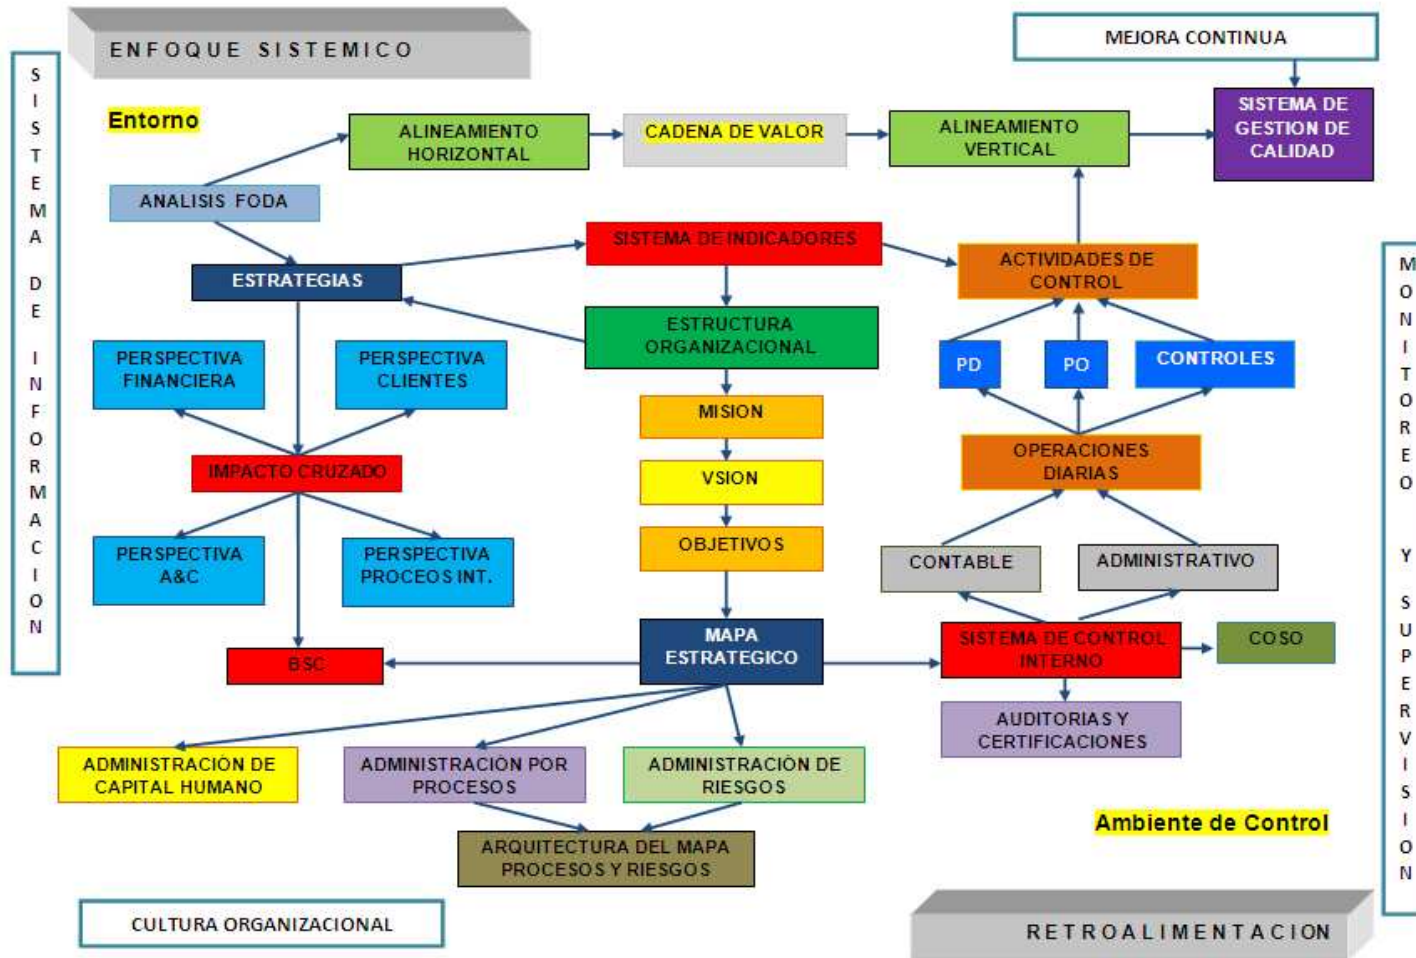 ENFOQUE SISTEMICO
MEJORA CONTINUA
SISTEMA DE INFORMACION
Entorno
ALINEAMIENTO
HORIZONTAL
CADENA DE VALOR
ALINEAMIENTO
VERTICAL
SISTEMA DE
GESTION DE
CALIDAD
ANALISIS FODA
SISTEMA DE INDICADORES
ESTRATEGIAS
ACTIVIDADES DE
CONTROL
MONITOREO Y SUPERVISION
ESTRUCTURA
ORGANIZACIONAL
PERSPECTIVA
FINANCIERA
PERSPECTIVA
CLIENTES
PD
PO
CONTROLES
MISION
OPERACIONES
DIARIAS
IMPACTO CRUZADO
VSION
OBJETIVOS
PERSPECTIVA
A&C
PERSPECTIVA
PROCEOS INT.
CONTABLE
ADMINISTRATIVO
MAPA
ESTRATEGICO
SISTEMA DE CONTROL
INTERNO
COSO
BSC
AUDITORIAS Y
CERTIFICACIONES
ADMINISTRACIÓN DE
CAPITAL HUMANO
ADMINISTRACIÓN POR
PROCESOS
ADMINISTRACIÓN DE
RIESGOS
Ambiente de Control
ARQUITECTURA DEL MAPA
PROCESOS Y RIESGOS
CULTURA ORGANIZACIONAL
RETROALIMENTACION